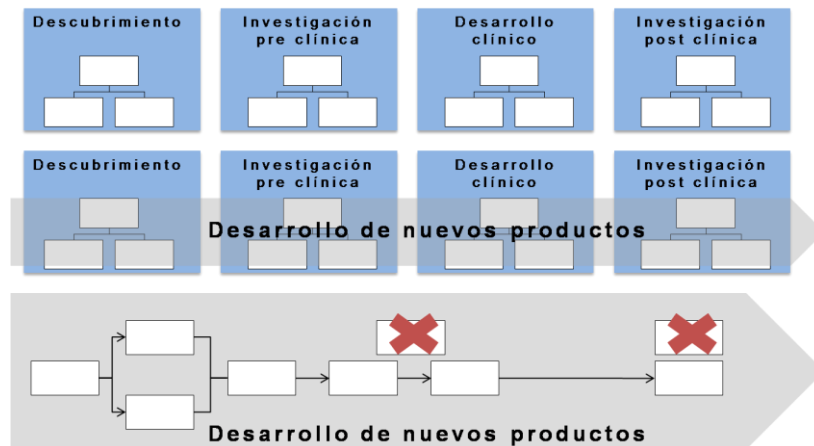 Descubrimiento
Investigación
pre clínica
Desarrollo
clínico
Investigación
post clínica
Descubrimiento
Investigación
pre clínica
Desarrollo
clínico
Investigación
post clínica
Desarrollo de nuevos productos
Desarrollo de nuevos productos